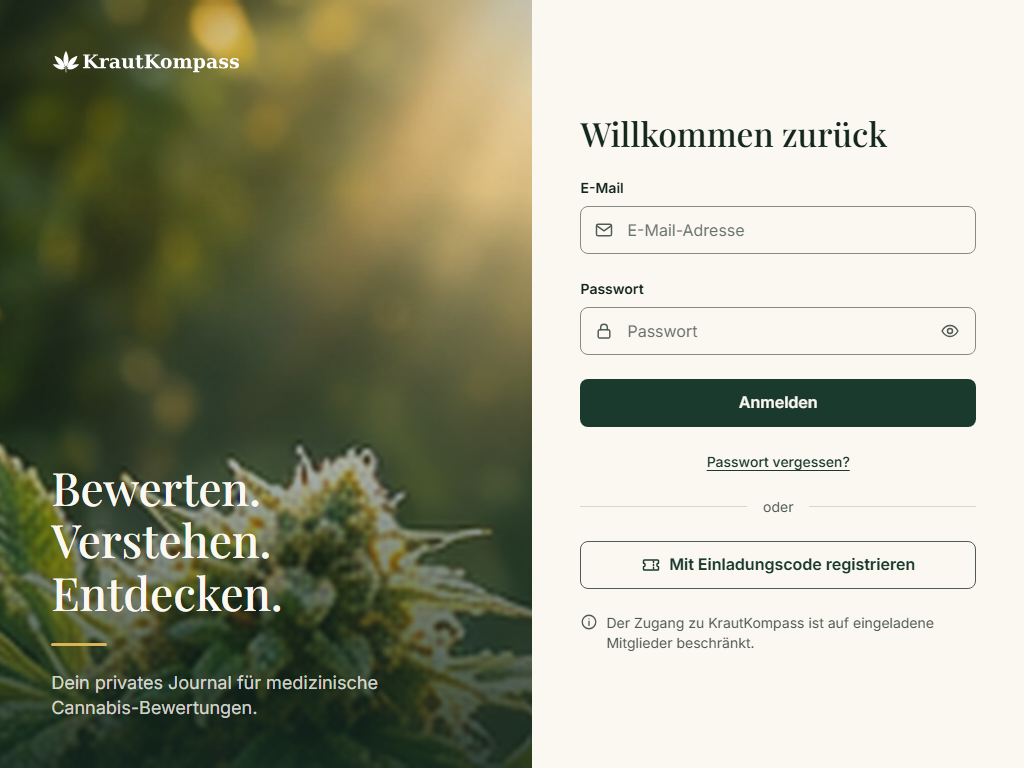 KrautKompass
Bewerten.
Verstehen.
Entdecken.
Dein privates Journal für medizinische
Cannabis-Bewertungen.
Willkommen zurück
E-Mail
E-Mail-Adresse
Passwort
Passwort
Anmelden
Passwort vergessen?
oder
Mit Einladungscode registrieren
Der Zugang zu KrautKompass ist auf eingeladene
Mitglieder beschränkt.